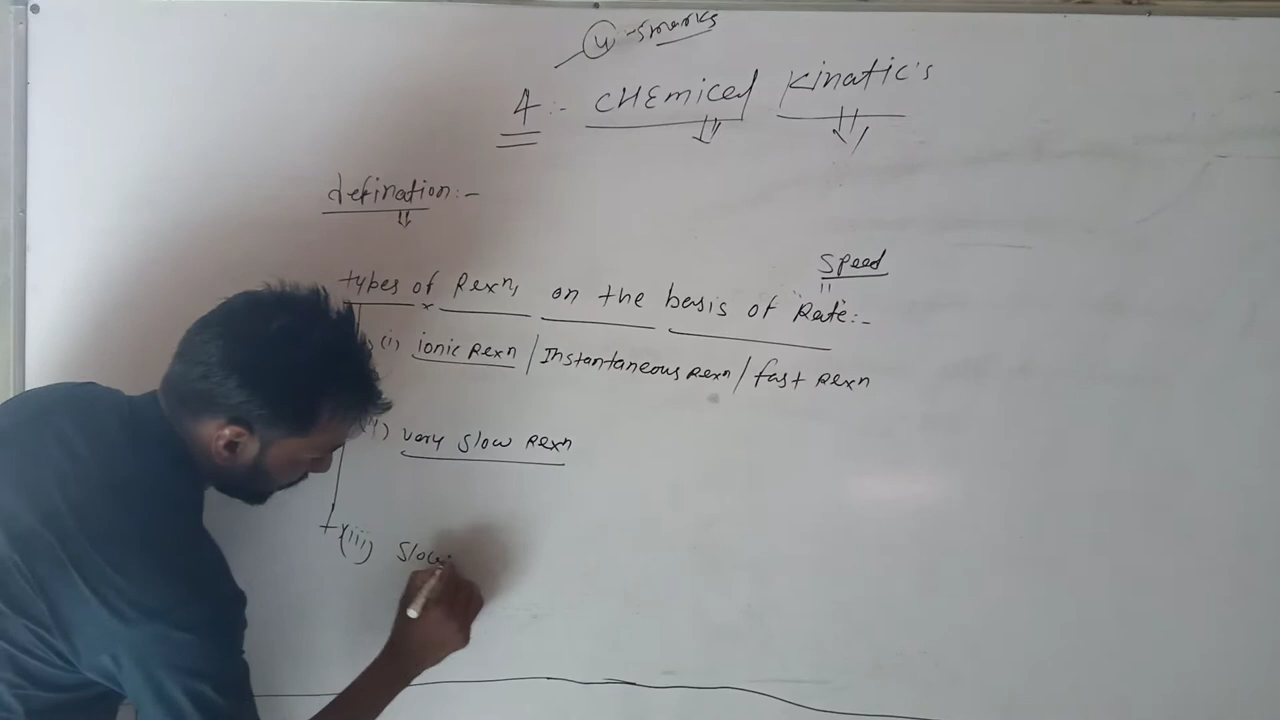 4 -5marks
4:- CHEmical Kinatic's
defination:-
Speed
types of Rexn, on the basis of Rate:-
(i) ionic Rexn / Instantaneous Rexn / fast Rexn
(ii) very slow Rexn
(iii) Slow